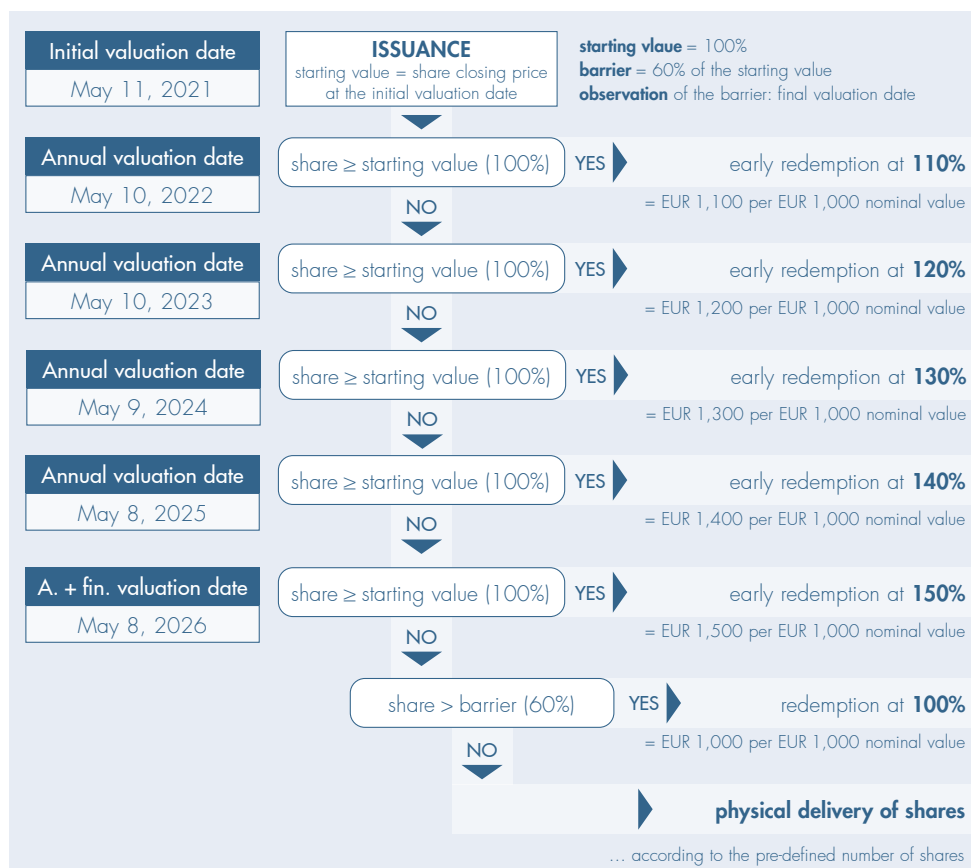 Initial valuation date
May 11, 2021
ISSUANCE
starting value = share closing price
at the initial valuation date
starting vlaue = 100%
barrier = 60% of the starting value
observation of the barrier: final valuation date
Annual valuation date
May 10, 2022
share ≥ starting value (100%)
YES
early redemption at 110%
= EUR 1,100 per EUR 1,000 nominal value
NO
Annual valuation date
May 10, 2023
share ≥ starting value (100%)
YES
early redemption at 120%
= EUR 1,200 per EUR 1,000 nominal value
NO
Annual valuation date
May 9, 2024
share ≥ starting value (100%)
YES
early redemption at 130%
= EUR 1,300 per EUR 1,000 nominal value
NO
Annual valuation date
May 8, 2025
share ≥ starting value (100%)
YES
early redemption at 140%
= EUR 1,400 per EUR 1,000 nominal value
NO
A. + fin. valuation date
May 8, 2026
share ≥ starting value (100%)
YES
early redemption at 150%
= EUR 1,500 per EUR 1,000 nominal value
NO
share > barrier (60%)
YES
redemption at 100%
= EUR 1,000 per EUR 1,000 nominal value
NO
physical delivery of shares
... according to the pre-defined number of shares